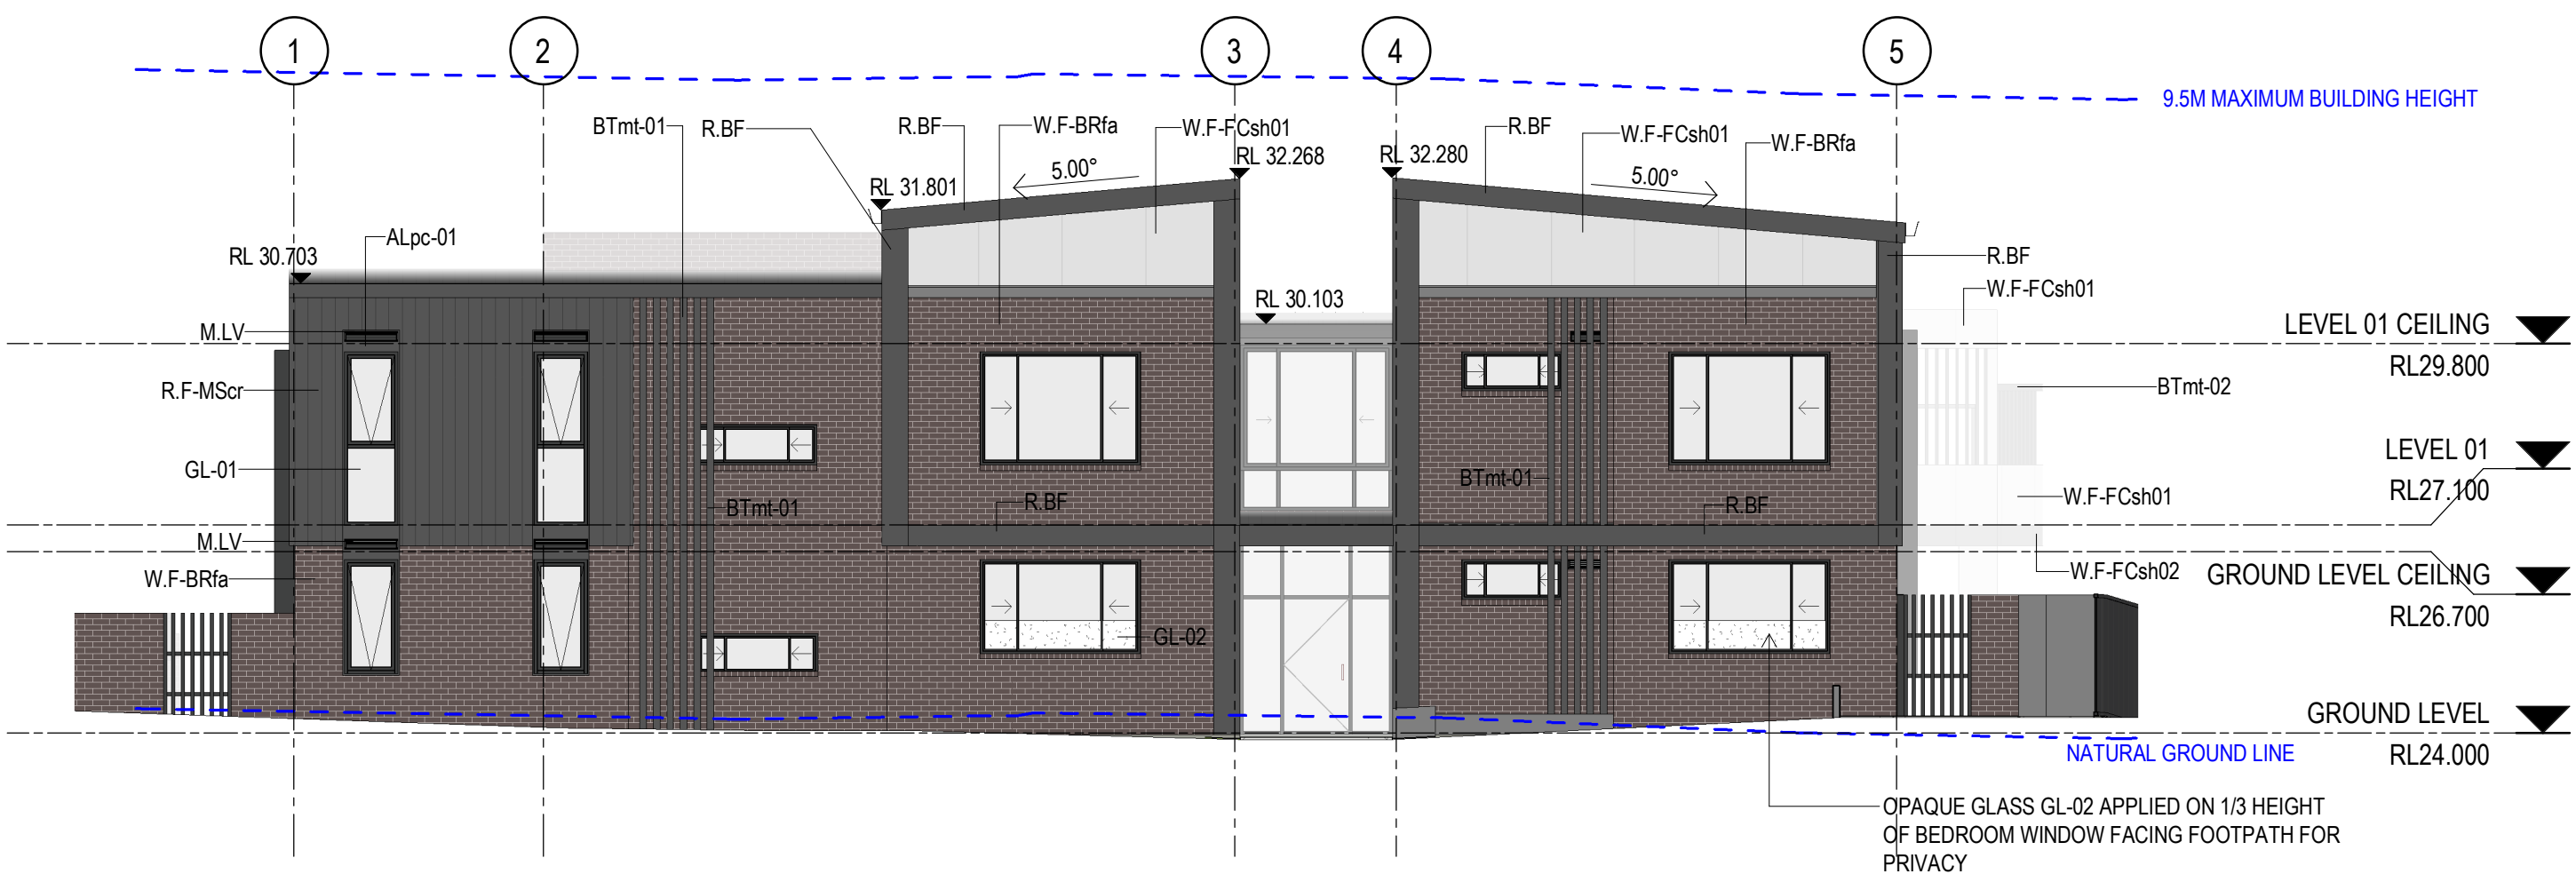 1
2
3
4
5
9.5M MAXIMUM BUILDING HEIGHT
BTmt-01
R.BF
R.BF
W.F-BRfa
W.F-FCsh01
RL 32.268
RL 32.280
R.BF
W.F-FCsh01
W.F-BRfa
5.00°
5.00°
RL 31.801
ALpc-01
RL 30.703
R.BF
W.F-FCsh01
RL 30.103
M.LV
LEVEL 01 CEILING
RL29.800
R.F-MScr
BTmt-02
GL-01
LEVEL 01
RL27.100
BTmt-01
BTmt-01
R.BF
R.BF
W.F-FCsh01
M.LV
W.F-BRfa
W.F-FCsh02
GROUND LEVEL CEILING
RL26.700
GL-02
GROUND LEVEL
RL24.000
NATURAL GROUND LINE
OPAQUE GLASS GL-02 APPLIED ON 1/3 HEIGHT
OF BEDROOM WINDOW FACING FOOTPATH FOR
PRIVACY